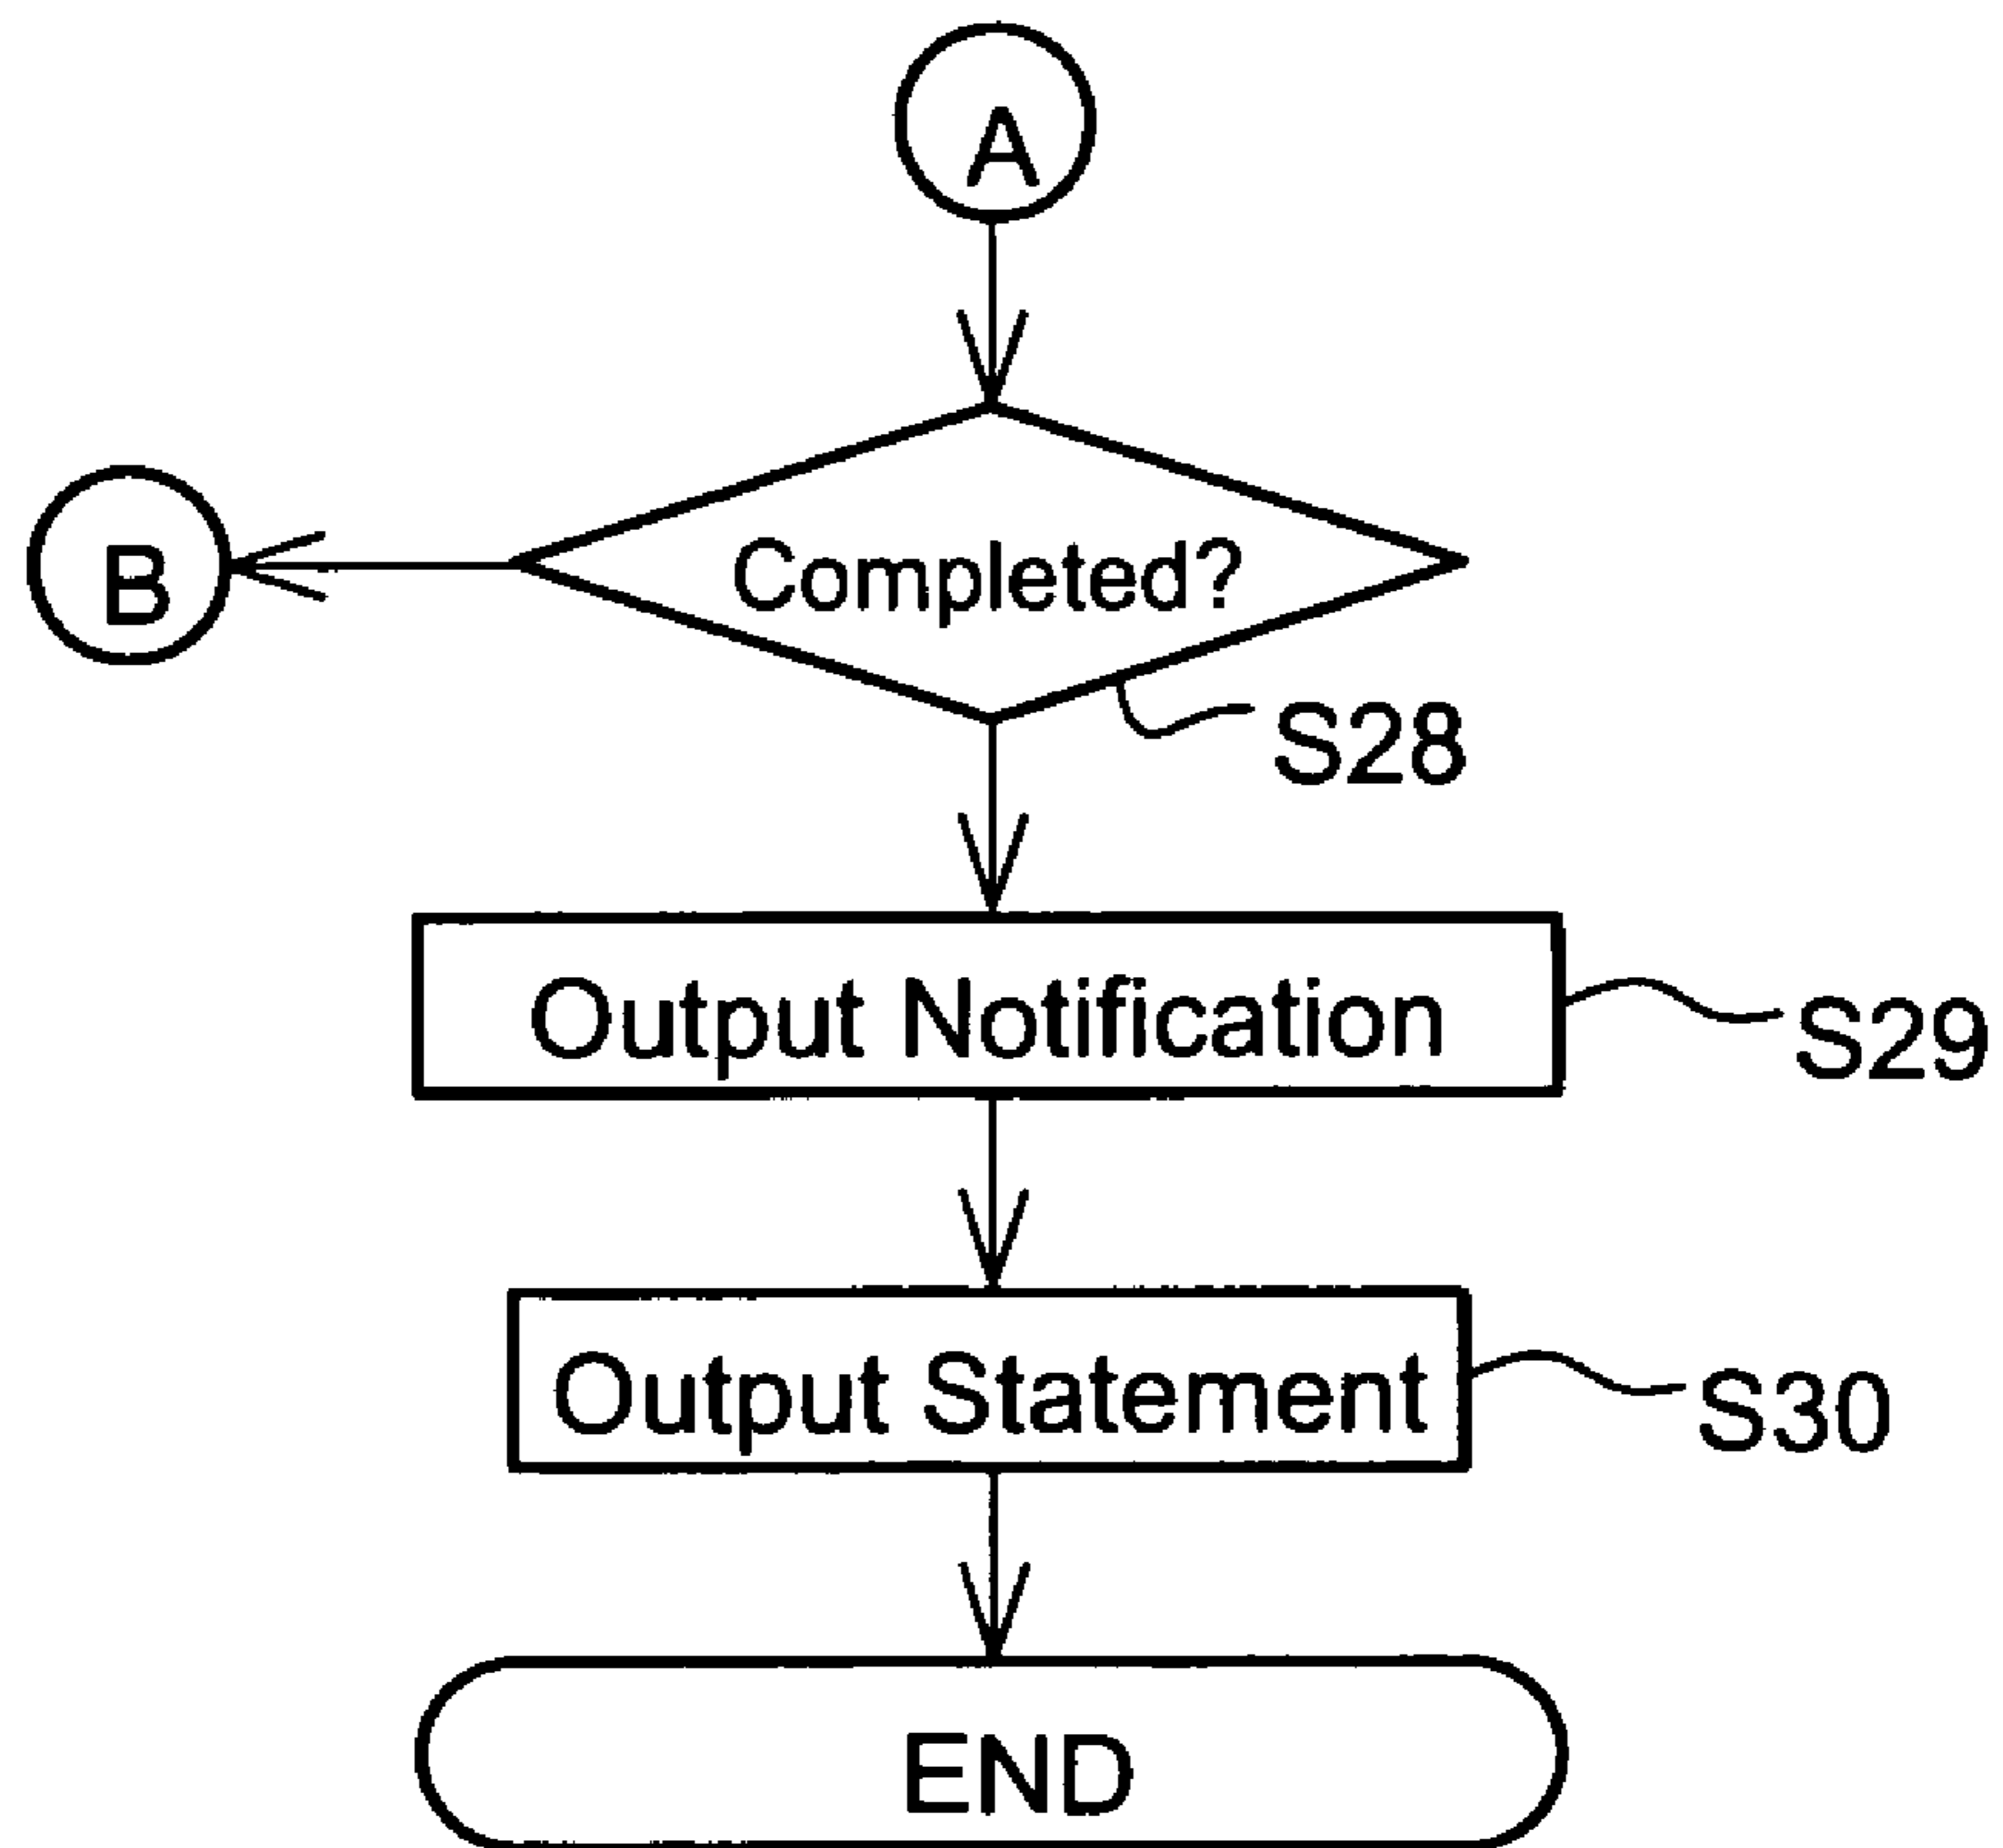 A
B
Completed?
S28
Output Notification
S29
Output Statement
S30
END